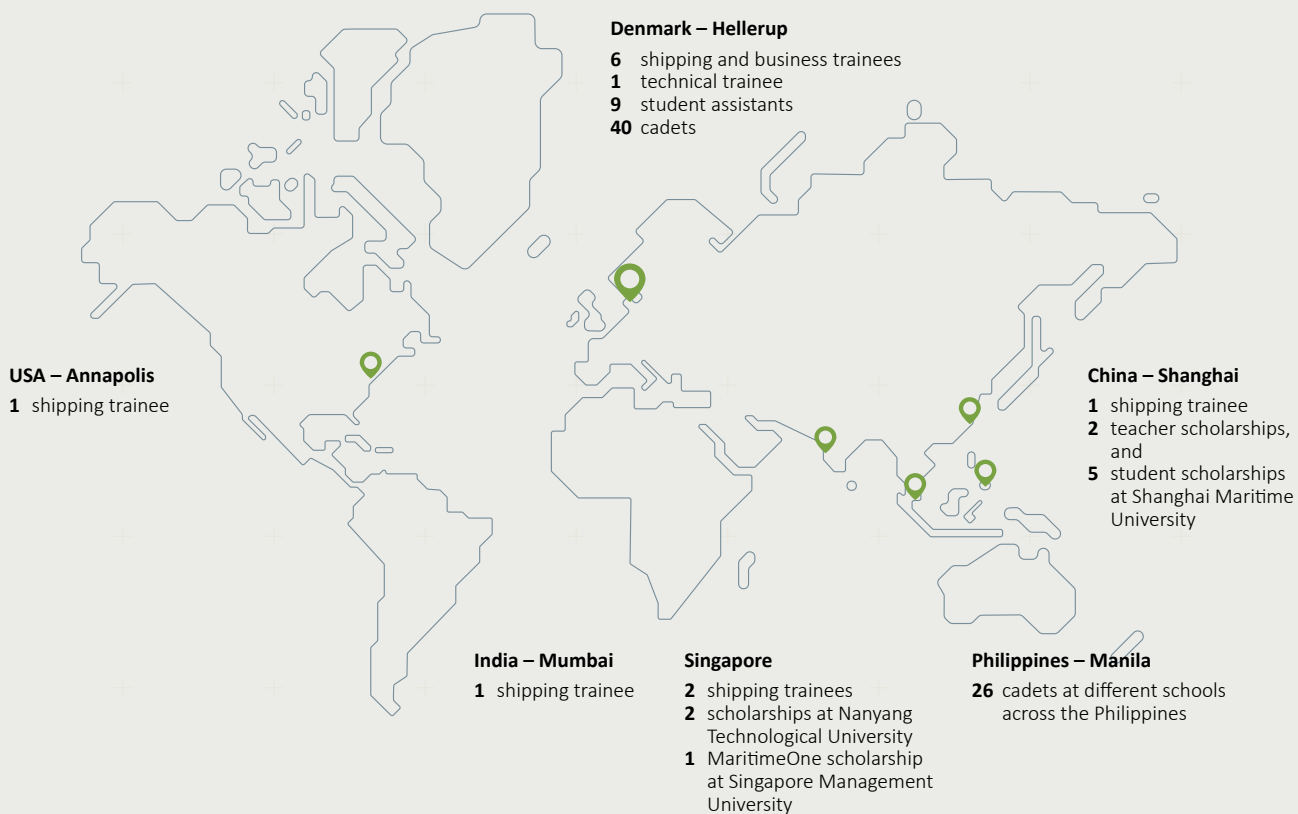 Denmark – Hellerup
6 shipping and business trainees
1 technical trainee
9 student assistants
40 cadets
USA – Annapolis
1 shipping trainee
China – Shanghai
1 shipping trainee
2 teacher scholarships,
and
5 student scholarships
at Shanghai Maritime
University
India – Mumbai
1 shipping trainee
Singapore
2 shipping trainees
2 scholarships at Nanyang
Technological University
1 MaritimeOne scholarship
at Singapore Management
University
Philippines – Manila
26 cadets at different schools
across the Philippines